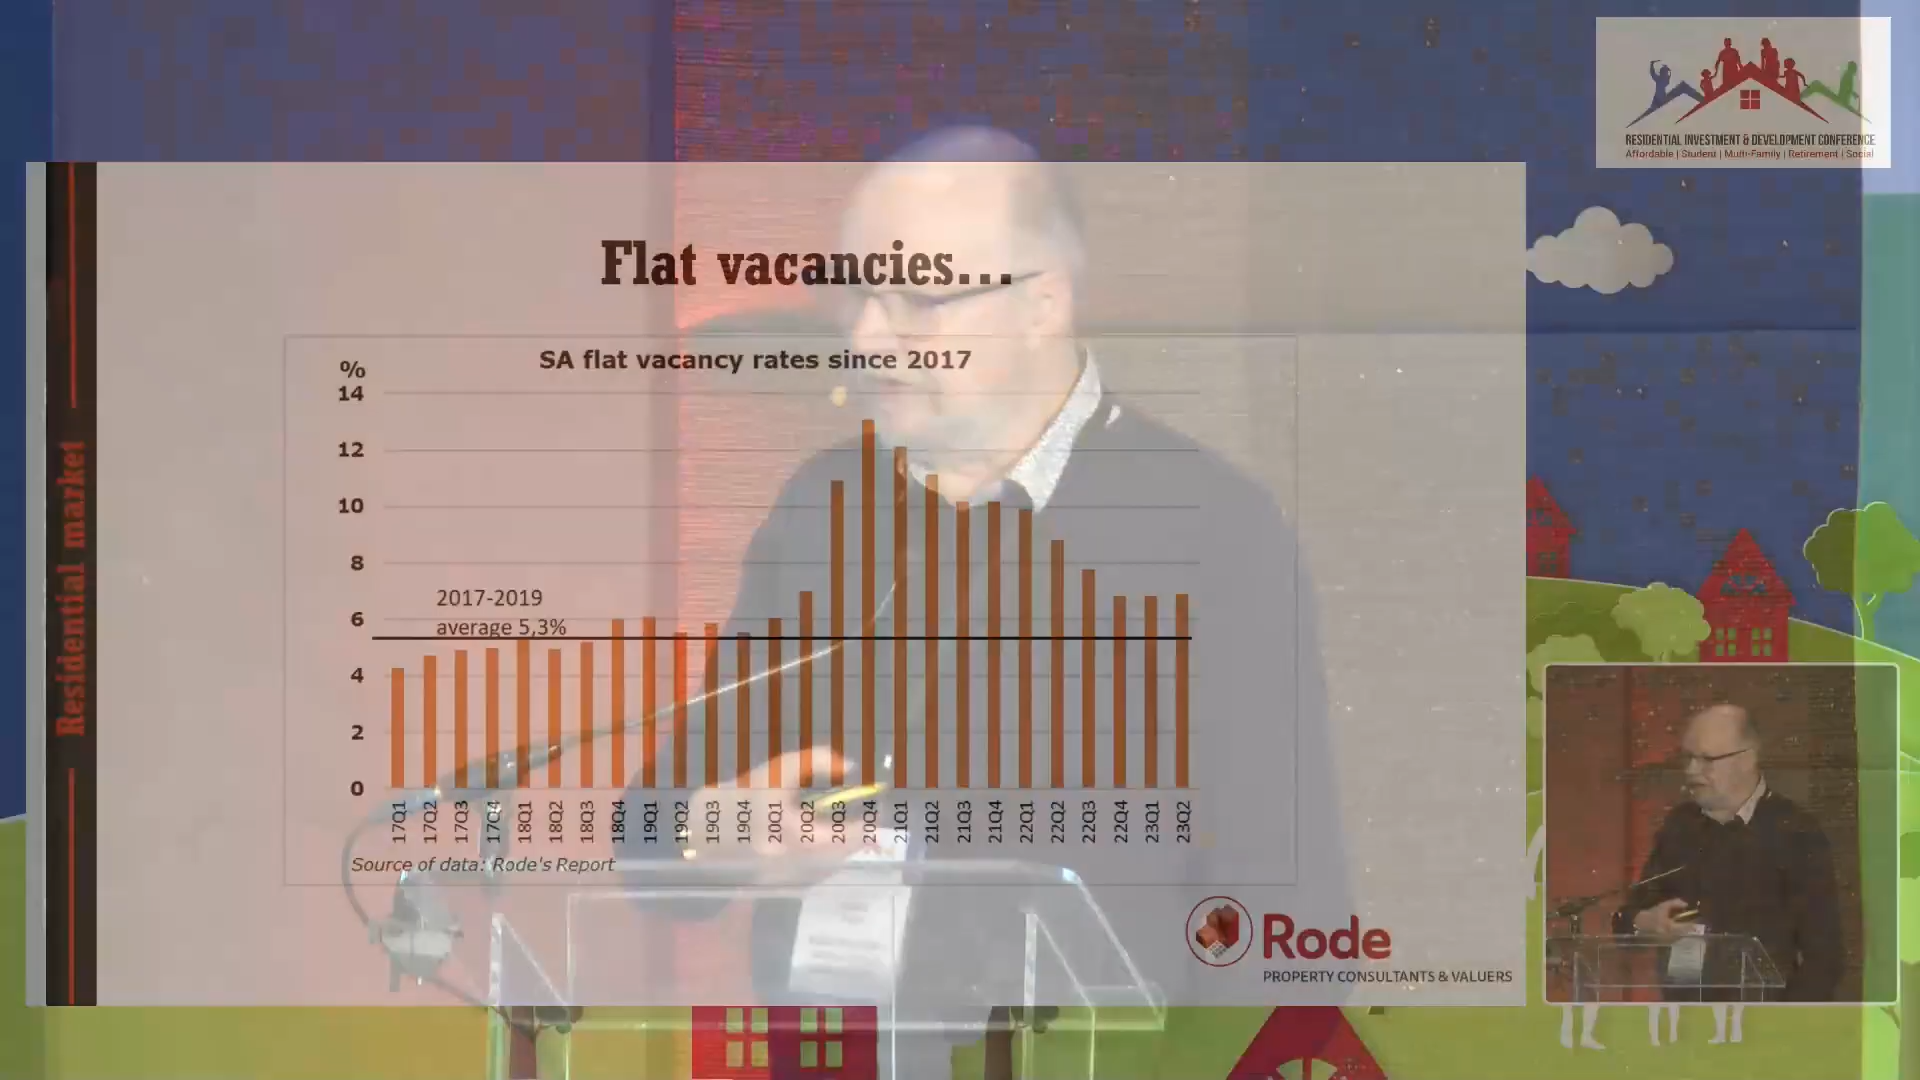 RESIDENTIAL INVESTMENT & DEVELOPMENT CONFERENCE
Affordable | Student | Multi-Family | Retirement | Social
Residential market
Flat vacancies...
SA flat vacancy rates since 2017
%
14
12
10
8
6
4
2
0
2017-2019
average 5,3%
17Q1
17Q2
17Q3
17Q4
18Q1
18Q2
18Q3
18Q4
19Q1
19Q2
19Q3
19Q4
20Q1
20Q2
20Q3
20Q4
21Q1
21Q2
21Q3
21Q4
22Q1
22Q2
22Q3
22Q4
23Q1
23Q2
Source of data: Rode's Report
Rode
PROPERTY CONSULTANTS & VALUERS